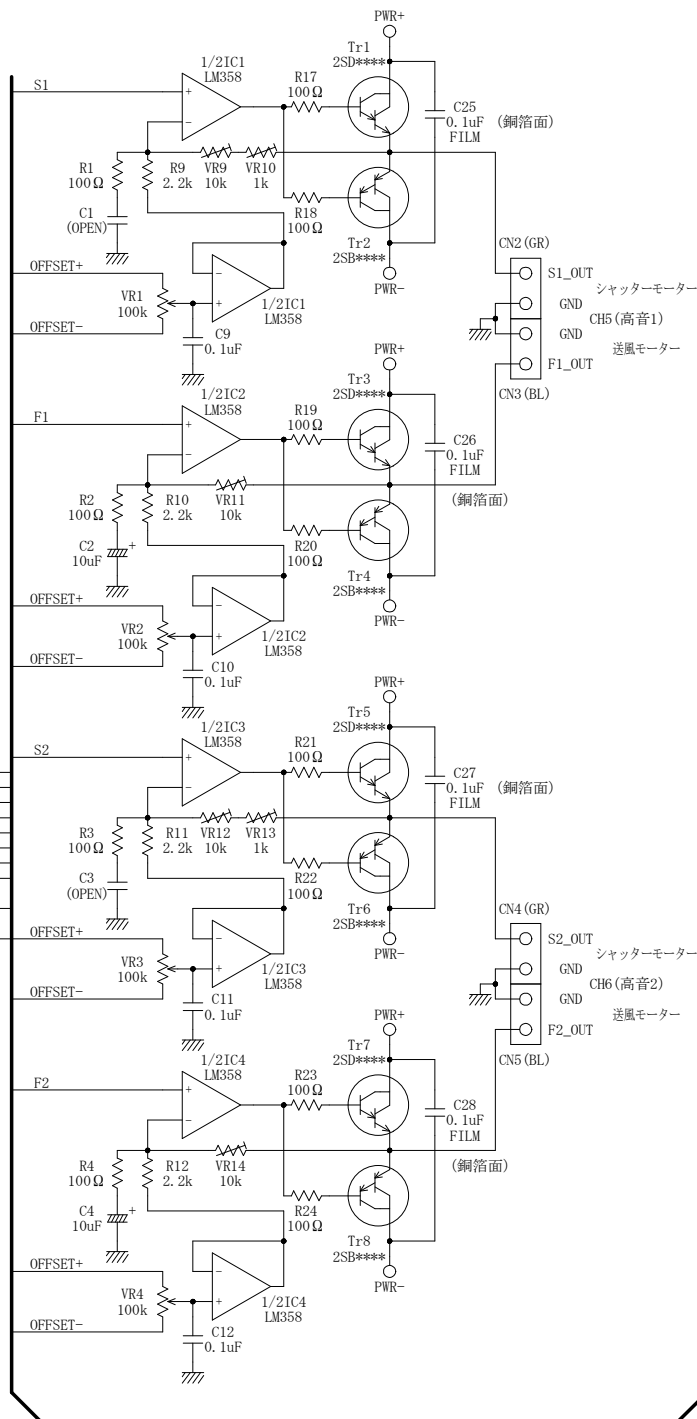 PWR+
Tr1
2SD****
1/2IC1
LM358
S1
R17
100Ω
C25
0.1uF
FILM
(銅箔面)
R1
100Ω
R9
2.2k
VR9
10k
VR10
1k
R18
100Ω
C1
(OPEN)
Tr2
2SB****
PWR-
CN2(GR)
OFFSET+
VR1
100k
OFFSET-
1/2IC1
LM358
C9
0.1uF
S1_OUT
シャッターモーター
GND
CH5(高音1)
GND
送風モーター
F1_OUT
CN3(BL)
PWR+
Tr3
2SD****
1/2IC2
LM358
F1
R19
100Ω
C26
0.1uF
FILM
(銅箔面)
R2
100Ω
R10
2.2k
VR11
10k
R20
100Ω
C2
10uF
+
Tr4
2SB****
PWR-
OFFSET+
VR2
100k
OFFSET-
1/2IC2
LM358
C10
0.1uF
PWR+
Tr5
2SD****
1/2IC3
LM358
S2
R21
100Ω
C27
0.1uF
FILM
(銅箔面)
R3
100Ω
R11
2.2k
VR12
10k
VR13
1k
R22
100Ω
C3
(OPEN)
Tr6
2SB****
PWR-
CN4(GR)
OFFSET+
VR3
100k
OFFSET-
1/2IC3
LM358
C11
0.1uF
S2_OUT
シャッターモーター
GND
CH6(高音2)
GND
送風モーター
F2_OUT
CN5(BL)
PWR+
Tr7
2SD****
1/2IC4
LM358
F2
R23
100Ω
C28
0.1uF
FILM
(銅箔面)
R4
100Ω
R12
2.2k
VR14
10k
R24
100Ω
C4
10uF
+
Tr8
2SB****
PWR-
OFFSET+
VR4
100k
OFFSET-
1/2IC4
LM358
C12
0.1uF